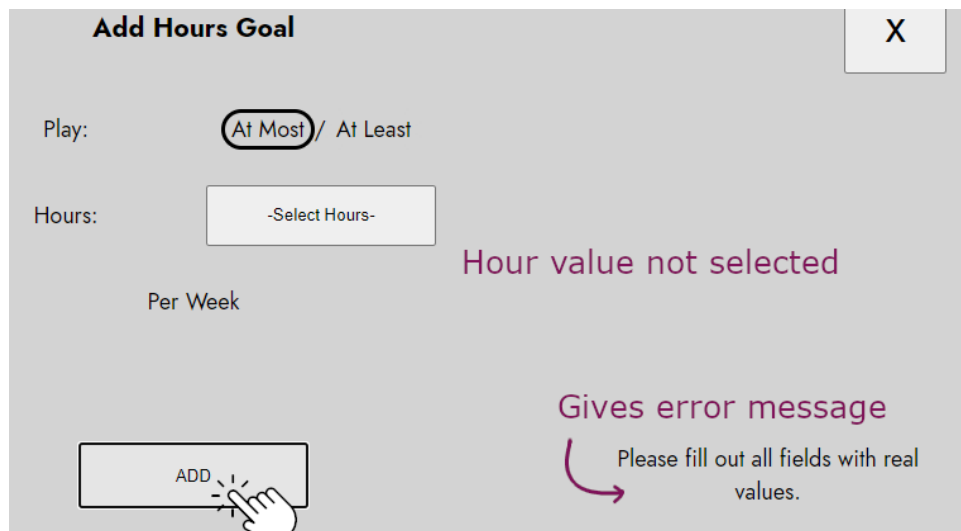 Add Hours Goal
X
Play:
At Most / At Least
Hours:
-Select Hours-
Hour value not selected
Per Week
Gives error message
Please fill out all fields with real
values.
ADD